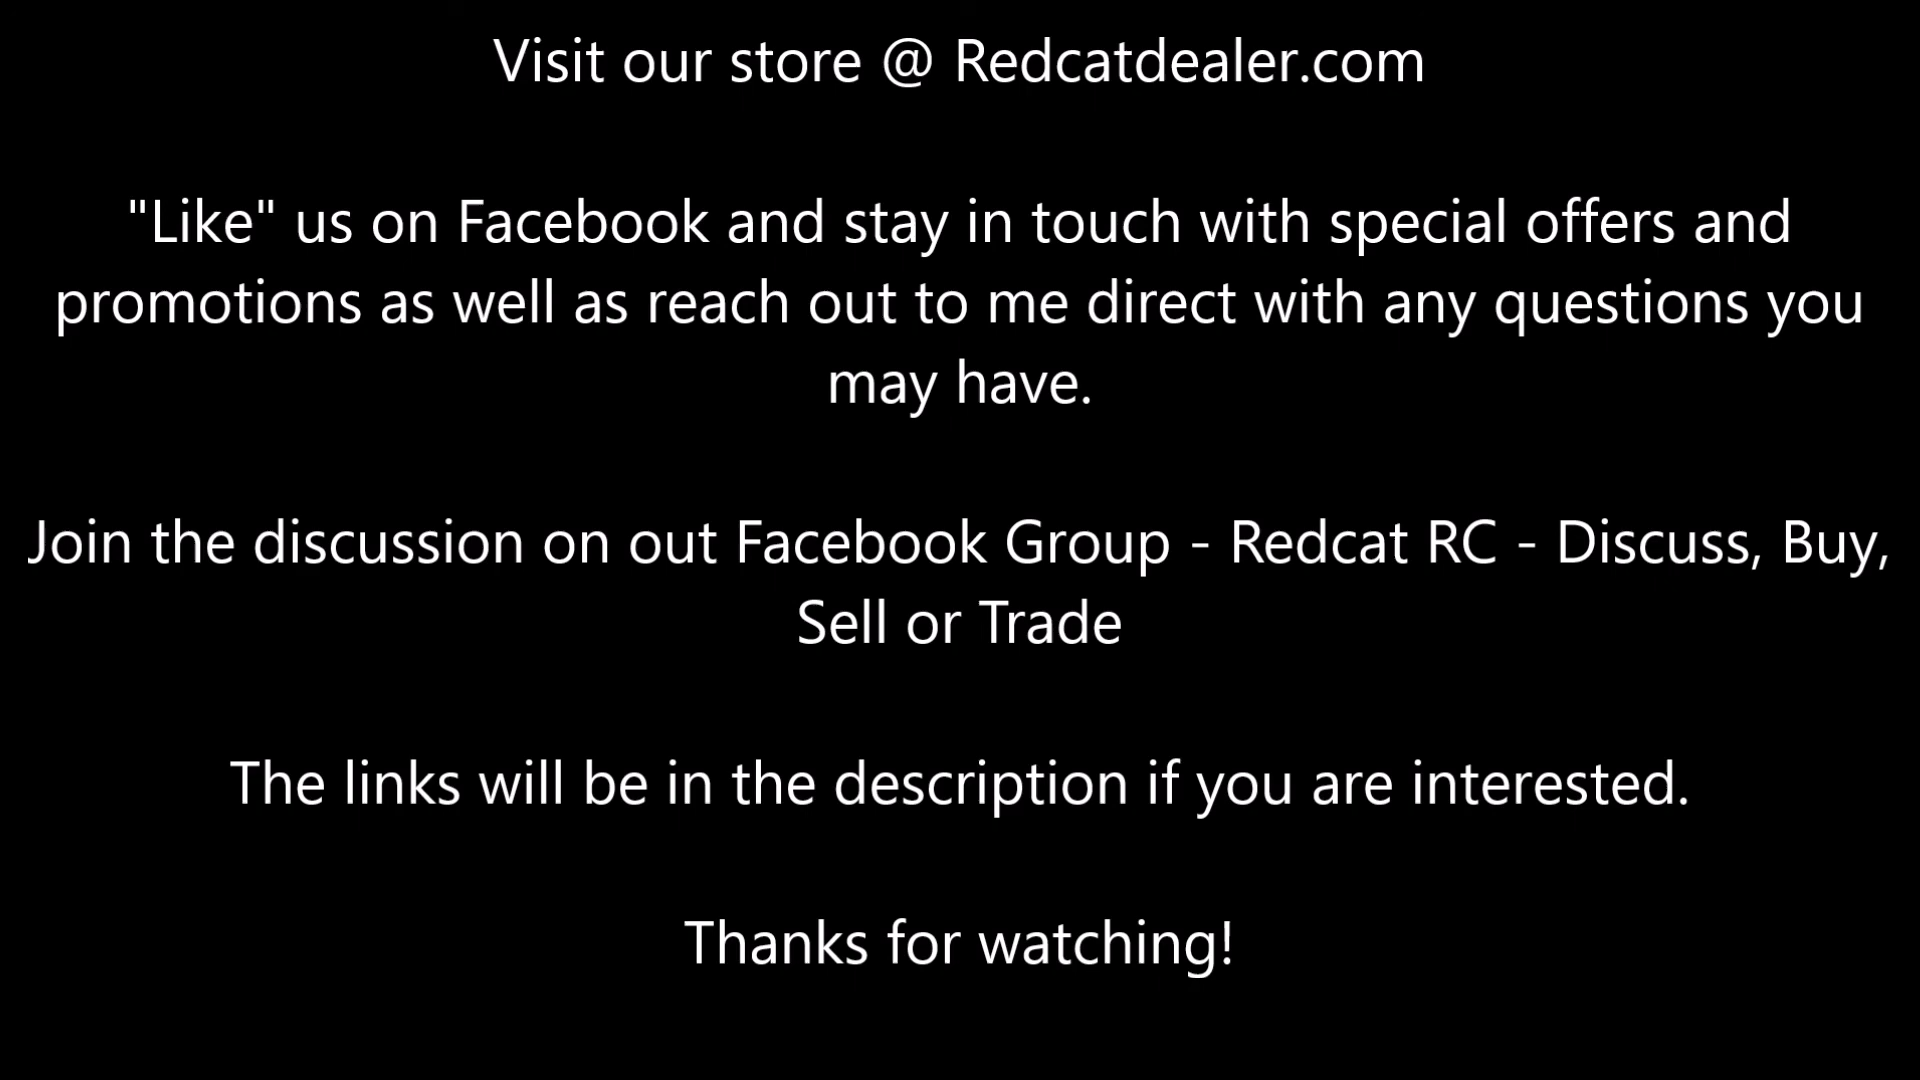 Visit our store @ Redcatdealer.com
"Like" us on Facebook and stay in touch with special offers and
promotions as well as reach out to me direct with any questions you
may have.
Join the discussion on out Facebook Group - Redcat RC - Discuss, Buy,
Sell or Trade
The links will be in the description if you are interested.
Thanks for watching!